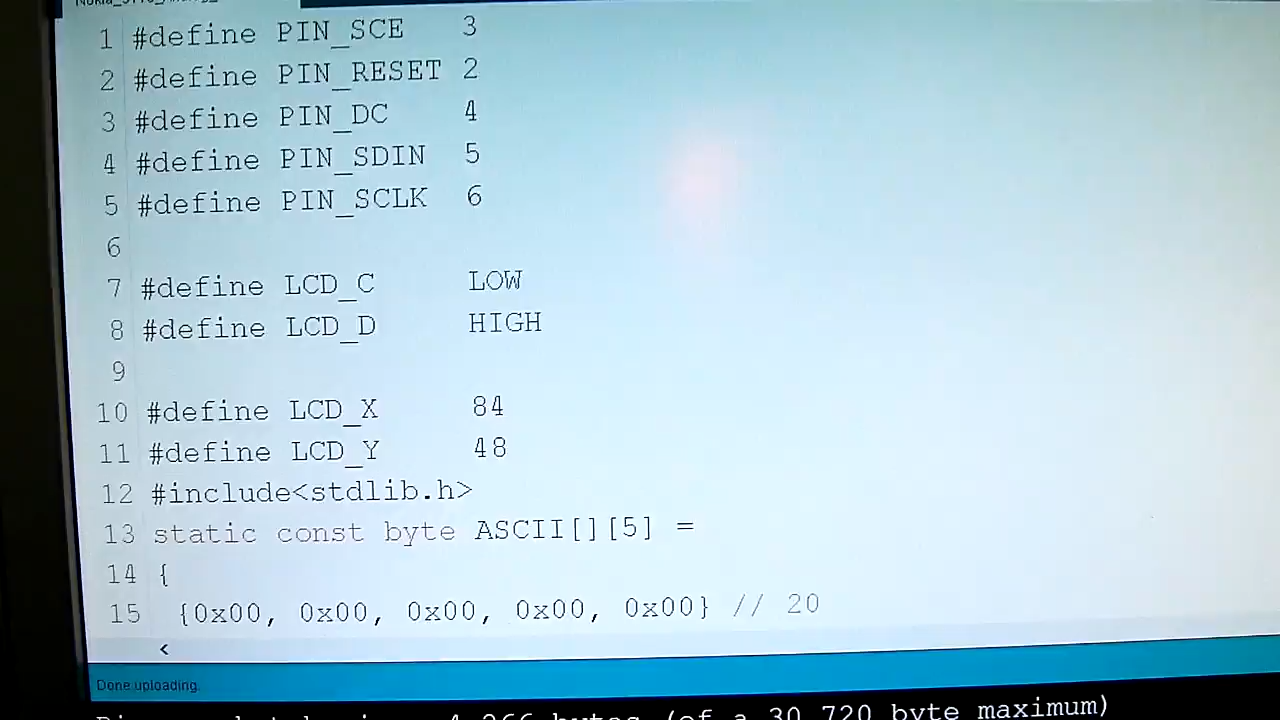 1 #define PIN_SCE 3
2 #define PIN_RESET 2
3 #define PIN_DC 4
4 #define PIN_SDIN 5
5 #define PIN_SCLK 6
6
7 #define LCD_C LOW
8 #define LCD_D HIGH
9
10 #define LCD_X 84
11 #define LCD_Y 48
12 #include<stdlib.h>
13 static const byte ASCII[][5] =
14 {
15 {0x00, 0x00, 0x00, 0x00, 0x00} // 20
<
Done uploading.
bytes (of a 30,720 byte maximum)